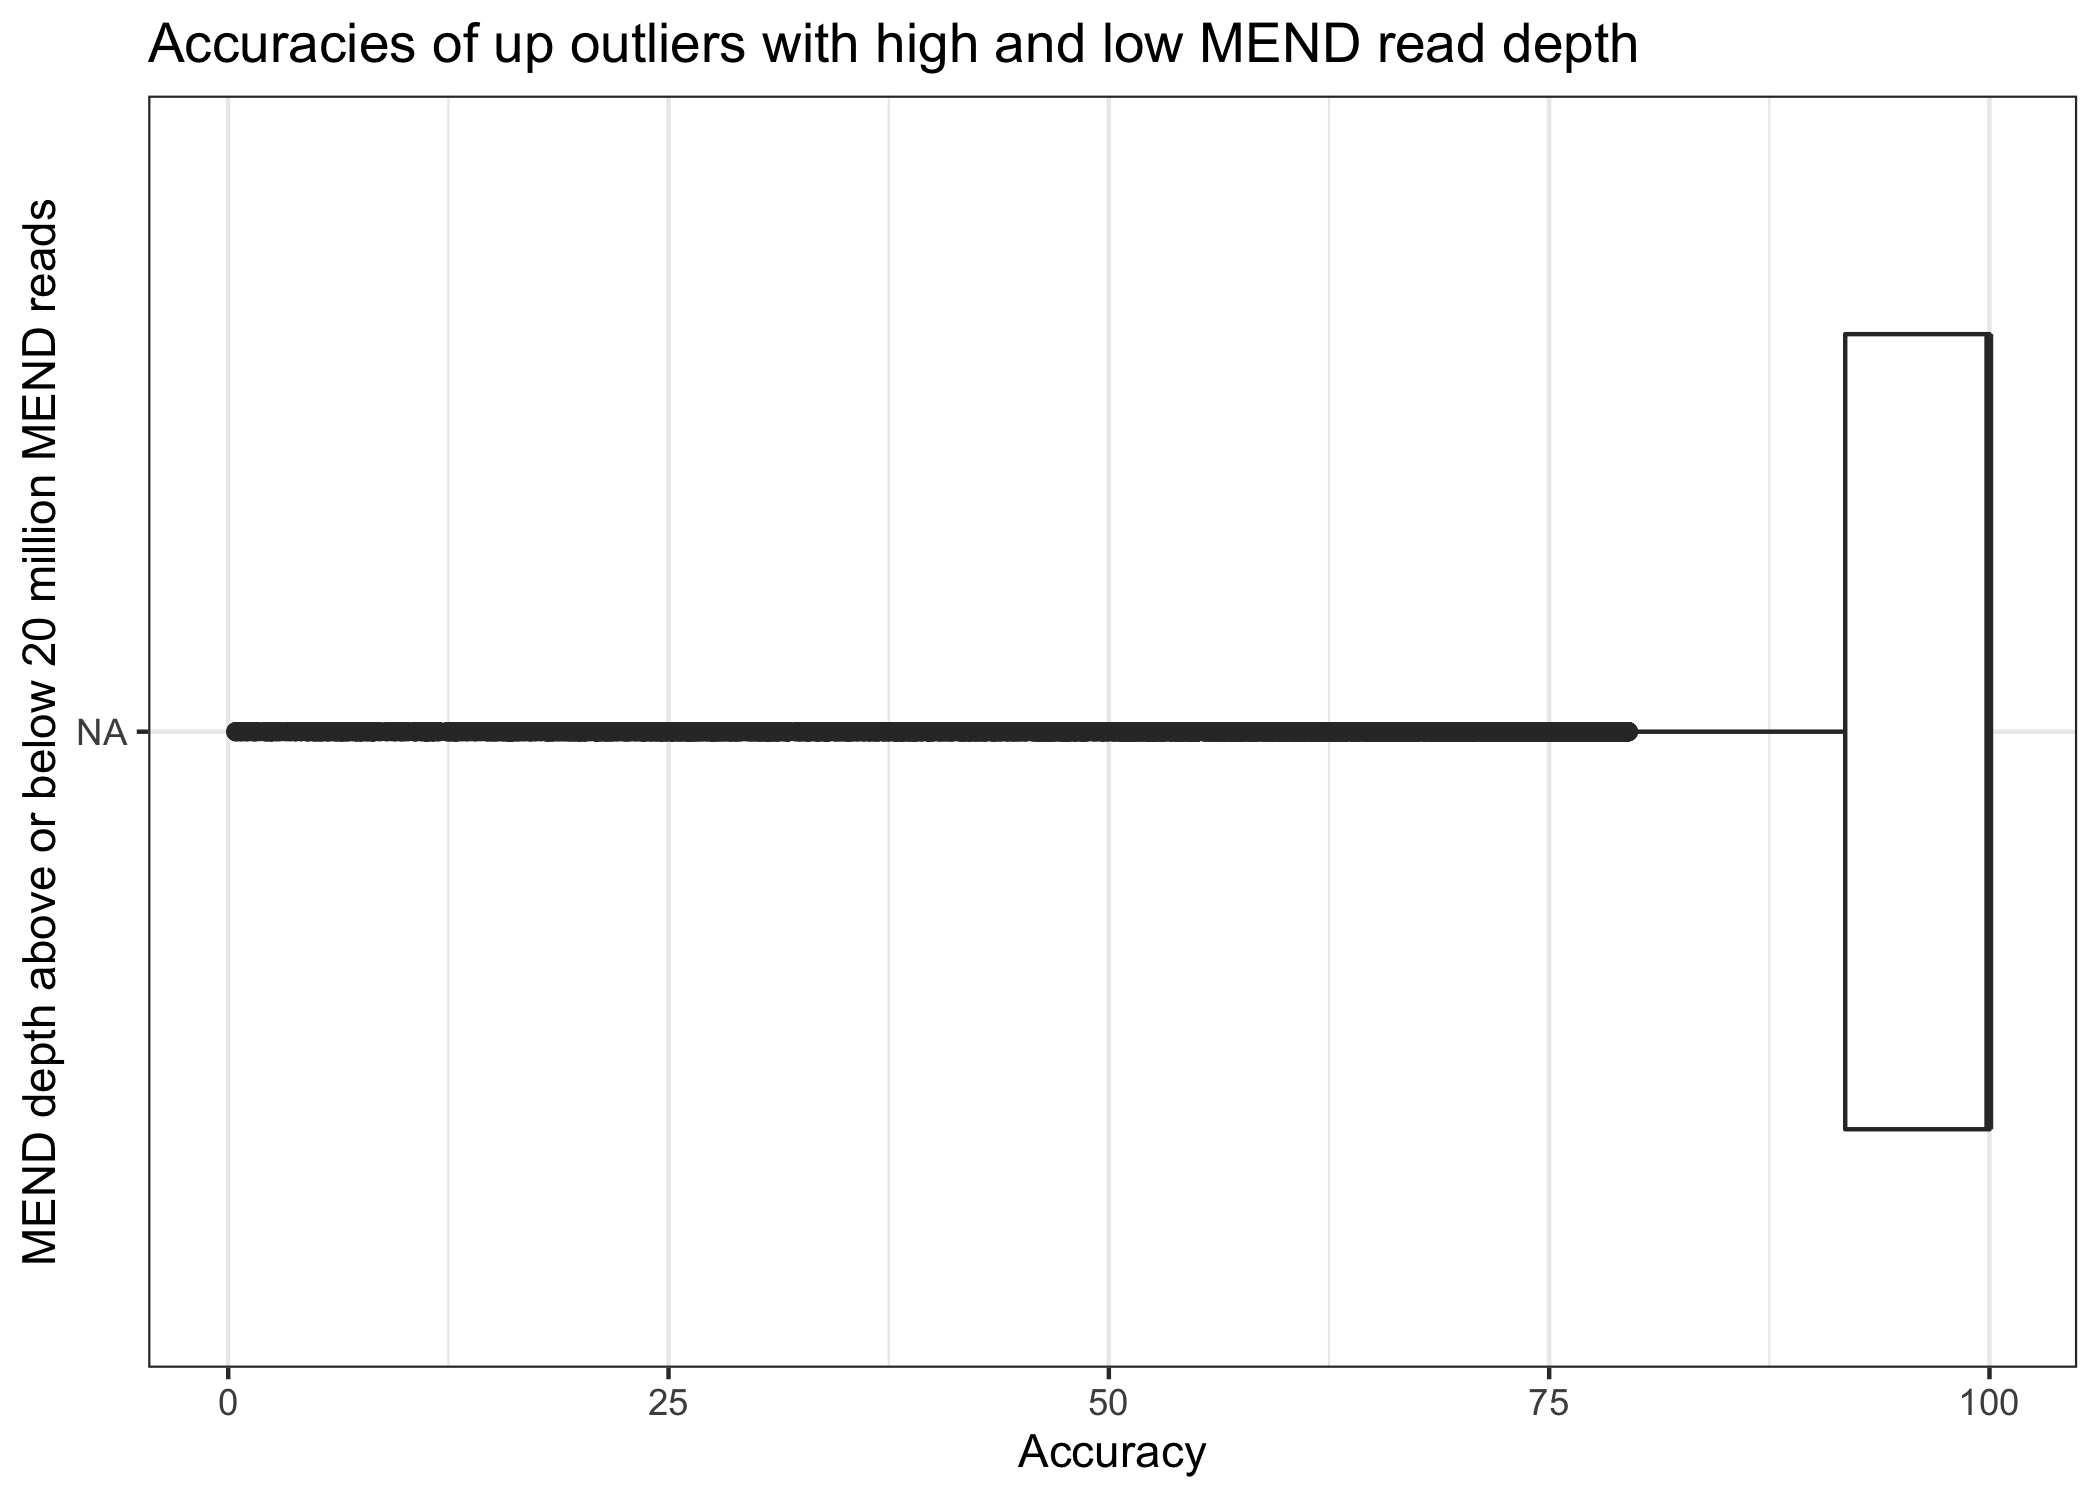 Accuracies of up outliers with high and low MEND read depth
MEND depth above or below 20 million MEND reads
NA
0 25 50 75 100
Accuracy